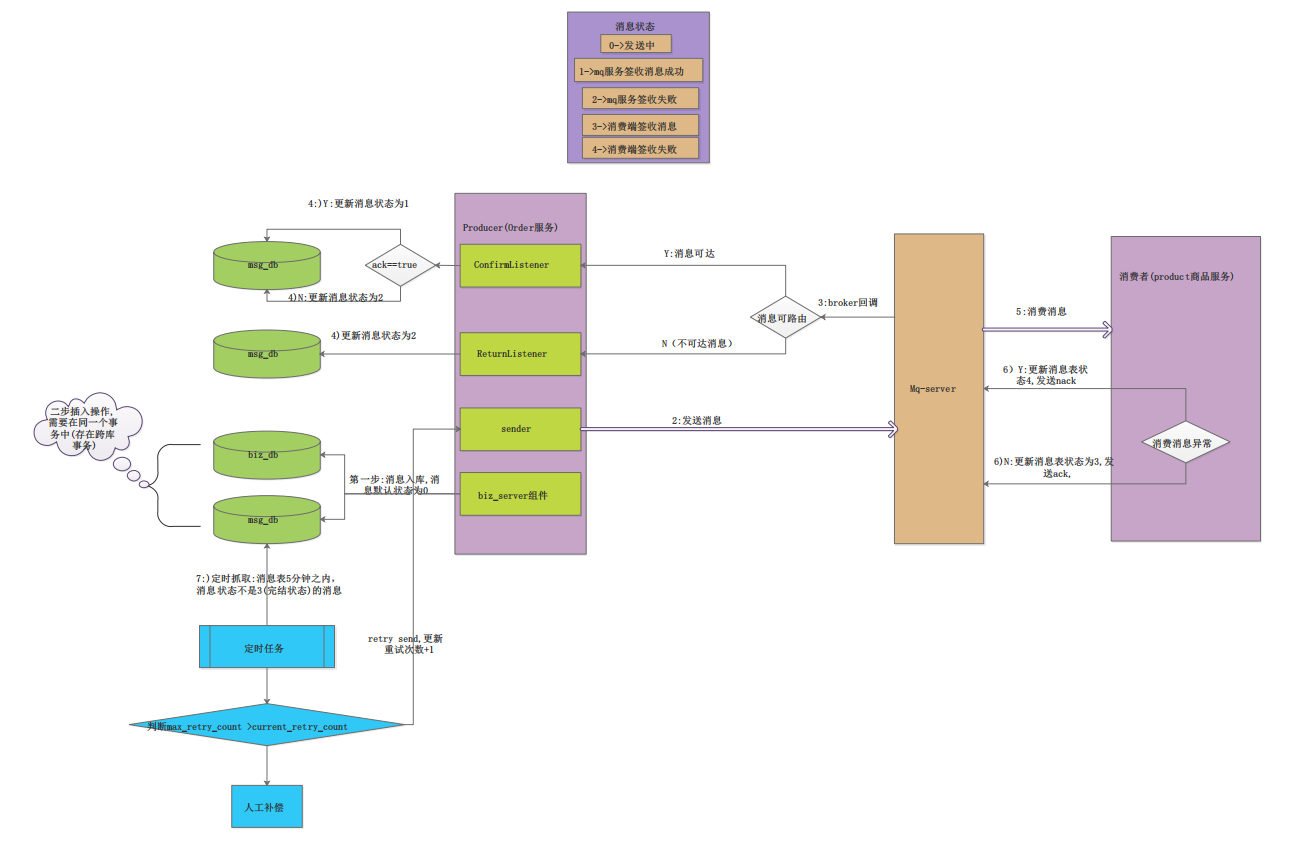 消息状态
0->发送中
1->mq服务签收消息成功
2->mq服务签收失败
3->消费端签收消息
4->消费端签收失败
4:)Y:更新消息状态为1
Producer(Order服务)
msg_db
ack==true
ConfirmListener
Y:消息可达
消费者(product商品服务)
4)N:更新消息状态为2
3:broker回调
消息可路由
5:消费消息
4)更新消息状态为2
N（不可达消息）
msg_db
ReturnListener
6）Y:更新消息表状
态4,发送nack
Mq-server
二步插入操作,
需要在同一个事
务中(存在跨库
事务)
sender
2:发送消息
消费消息异常
biz_db
第一步:消息入库,消
息默认状态为0
6)N:更新消息表状态为3,发
送ack,
biz_server组件
msg_db
7:)定时抓取:消息表5分钟之内,
消息状态不是3(完结状态)的消息
retry send,更新
重试次数+1
定时任务
判断max_retry_count >current_retry_count
人工补偿